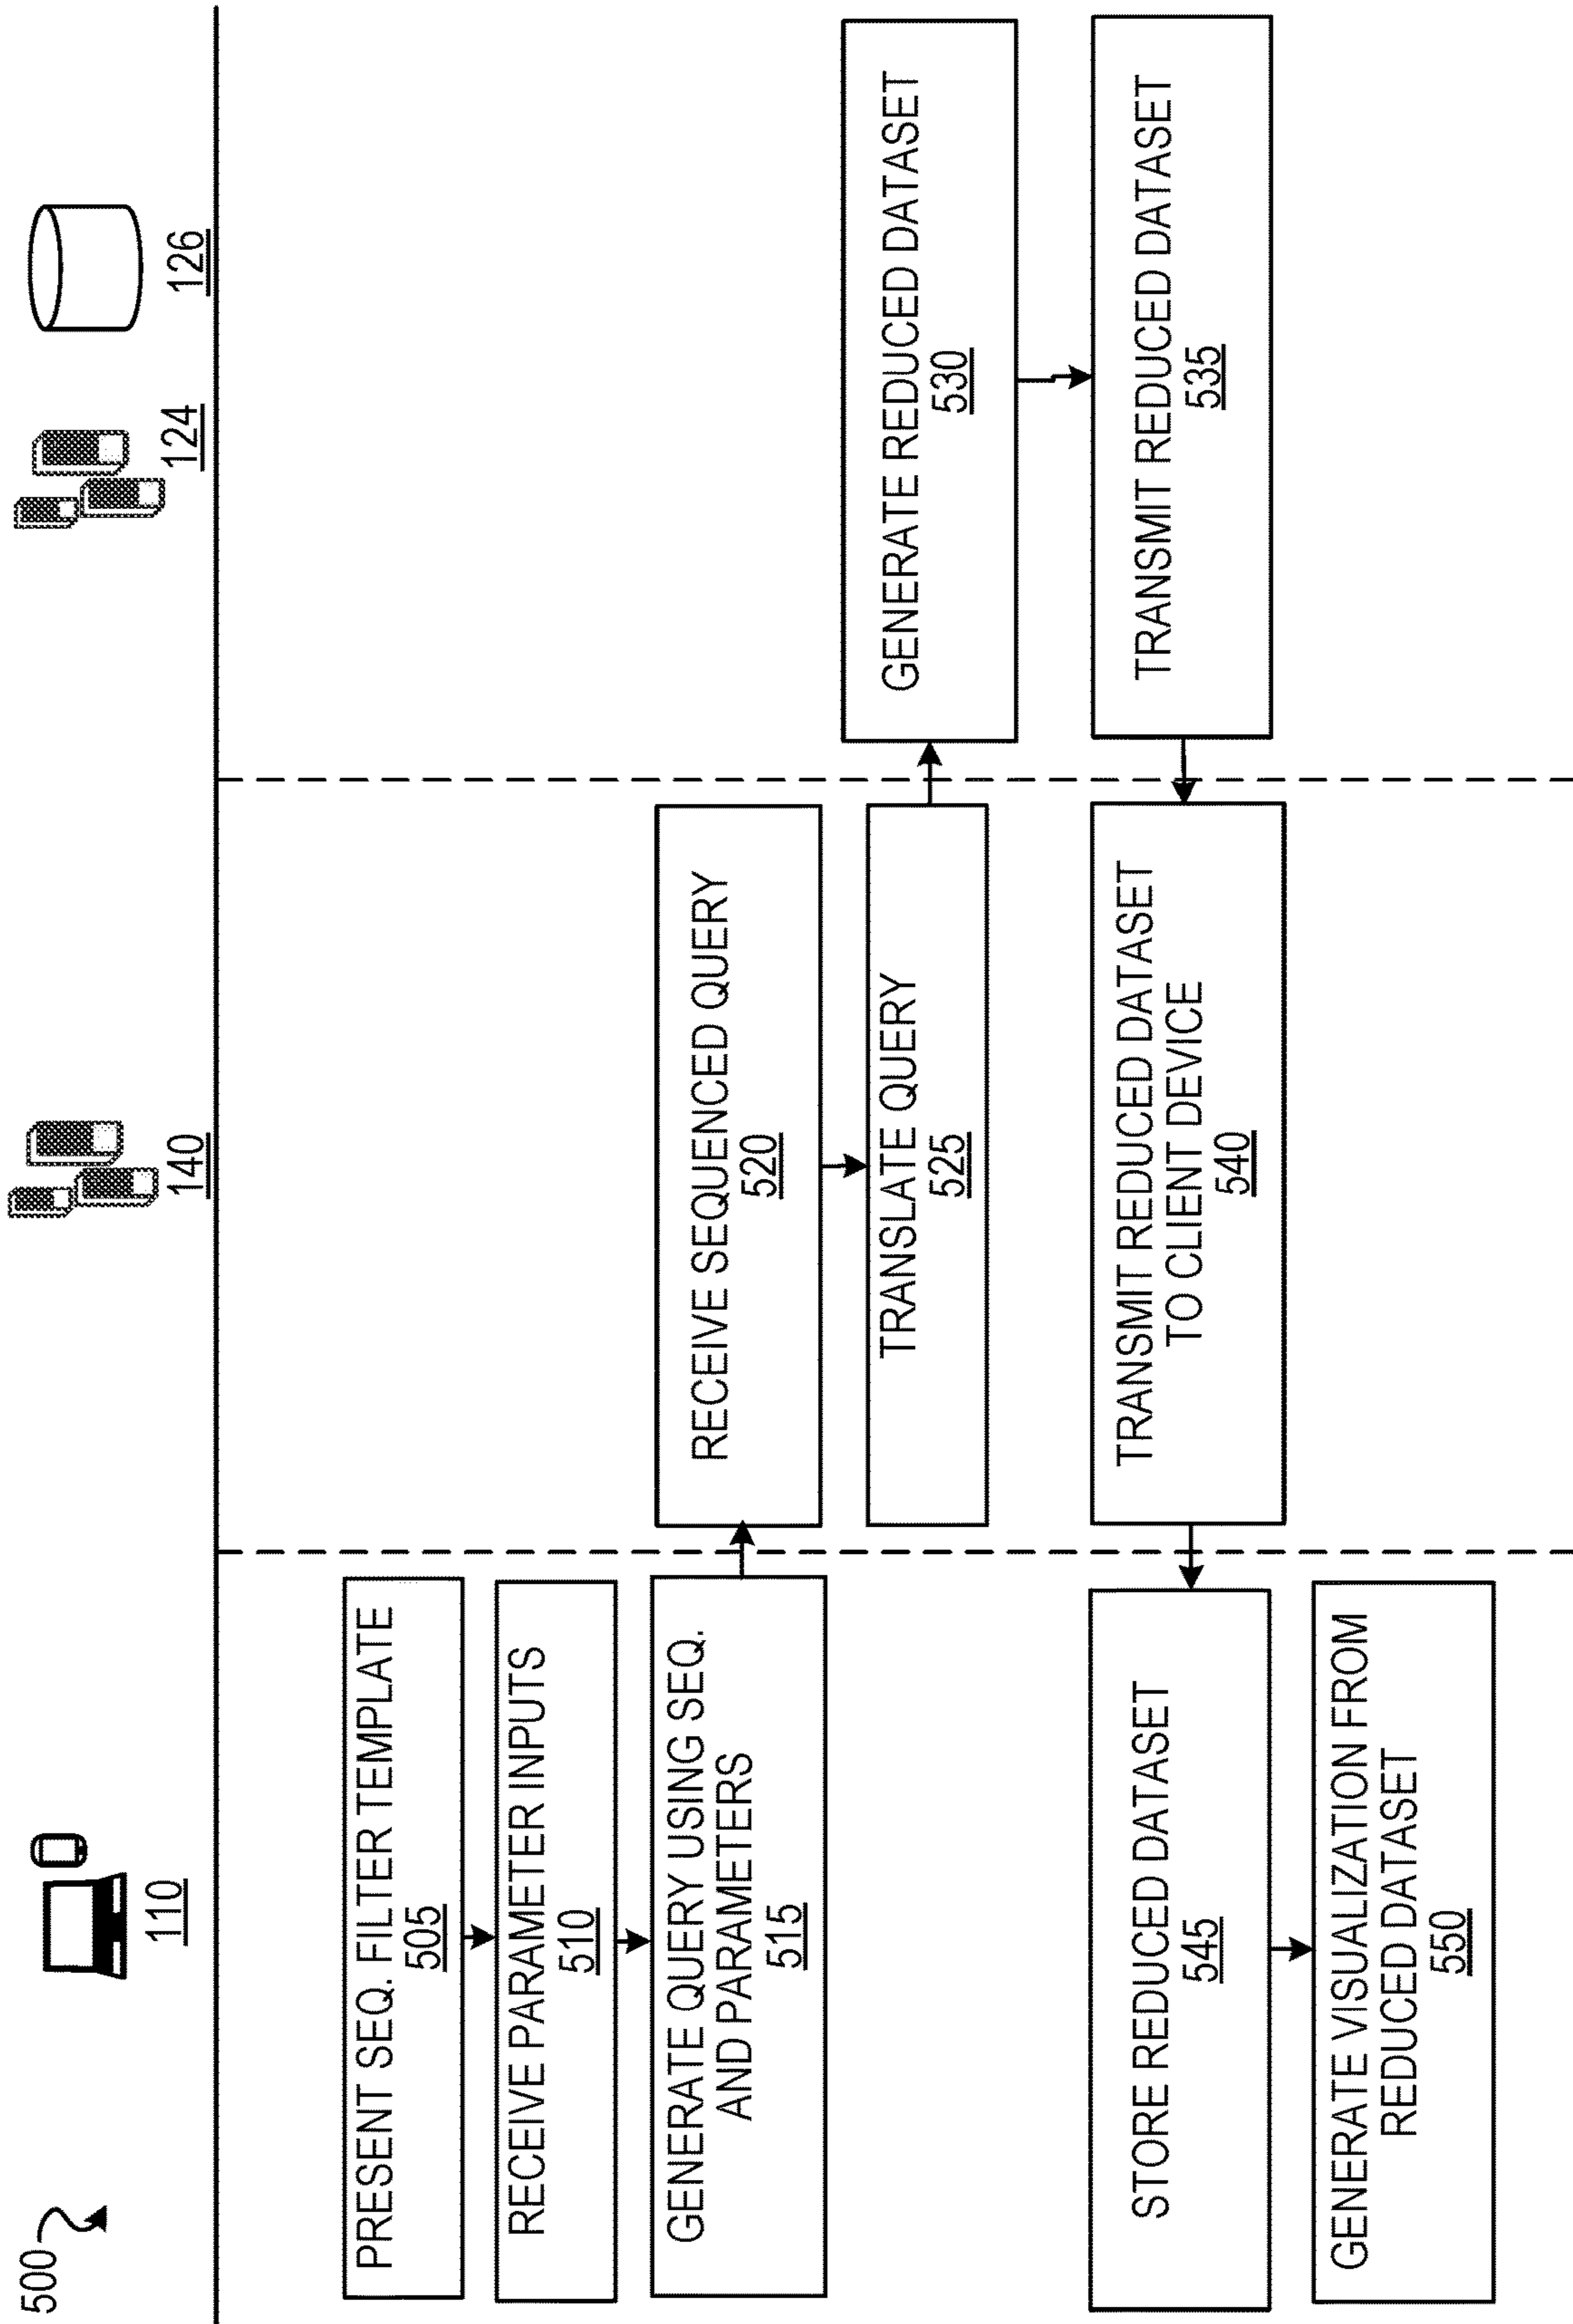 500
110
140
124
126
PRESENT SEQ. FILTER TEMPLATE
505
RECEIVE PARAMETER INPUTS
510
GENERATE QUERY USING SEQ.
AND PARAMETERS
515
RECEIVE SEQUENCED QUERY
520
TRANSLATE QUERY
525
GENERATE REDUCED DATASET
530
TRANSMIT REDUCED DATASET
535
TRANSMIT REDUCED DATASET
TO CLIENT DEVICE
540
STORE REDUCED DATASET
545
GENERATE VISUALIZATION FROM
REDUCED DATASET
550